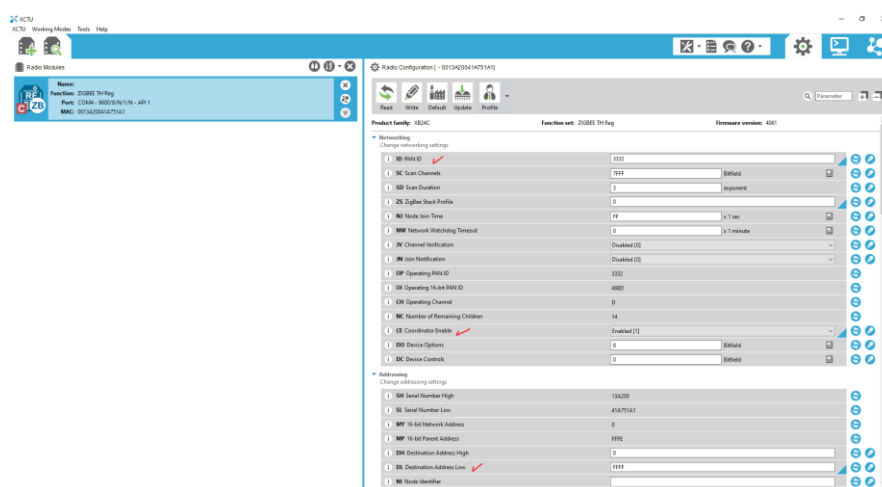 XCTU
XCTU Working Modes Tools Help
Radio Modules
Name:
Function: ZIGBEE TH Reg
Port: COM4 - 9600/8/N/1/N - API 1
MAC: 0013A20041A751A1
Radio Configuration [ - 0013A20041A751A1]
Read Write Default Update Profile
Parameter
Product family: XB24C Function set: ZIGBEE TH Reg Firmware version: 4061
Networking
Change networking settings
ID PAN ID 3332
SC Scan Channels 7FFF Bitfield
SD Scan Duration 3 exponent
ZS ZigBee Stack Profile 0
NJ Node Join Time FF x 1 sec
NW Network Watchdog Timeout 0 x 1 minute
JV Channel Verification Disabled [0]
JN Join Notification Disabled [0]
OP Operating PAN ID 3332
OI Operating 16-bit PAN ID 498D
CH Operating Channel D
NC Number of Remaining Children 14
CE Coordinator Enable Enabled [1]
DO Device Options 8 Bitfield
DC Device Controls 0 Bitfield
Addressing
Change addressing settings
SH Serial Number High 13A200
SL Serial Number Low 41A751A1
MY 16-bit Network Address 0
MP 16-bit Parent Address FFFE
DH Destination Address High 0
DL Destination Address Low FFFF
NI Node Identifier